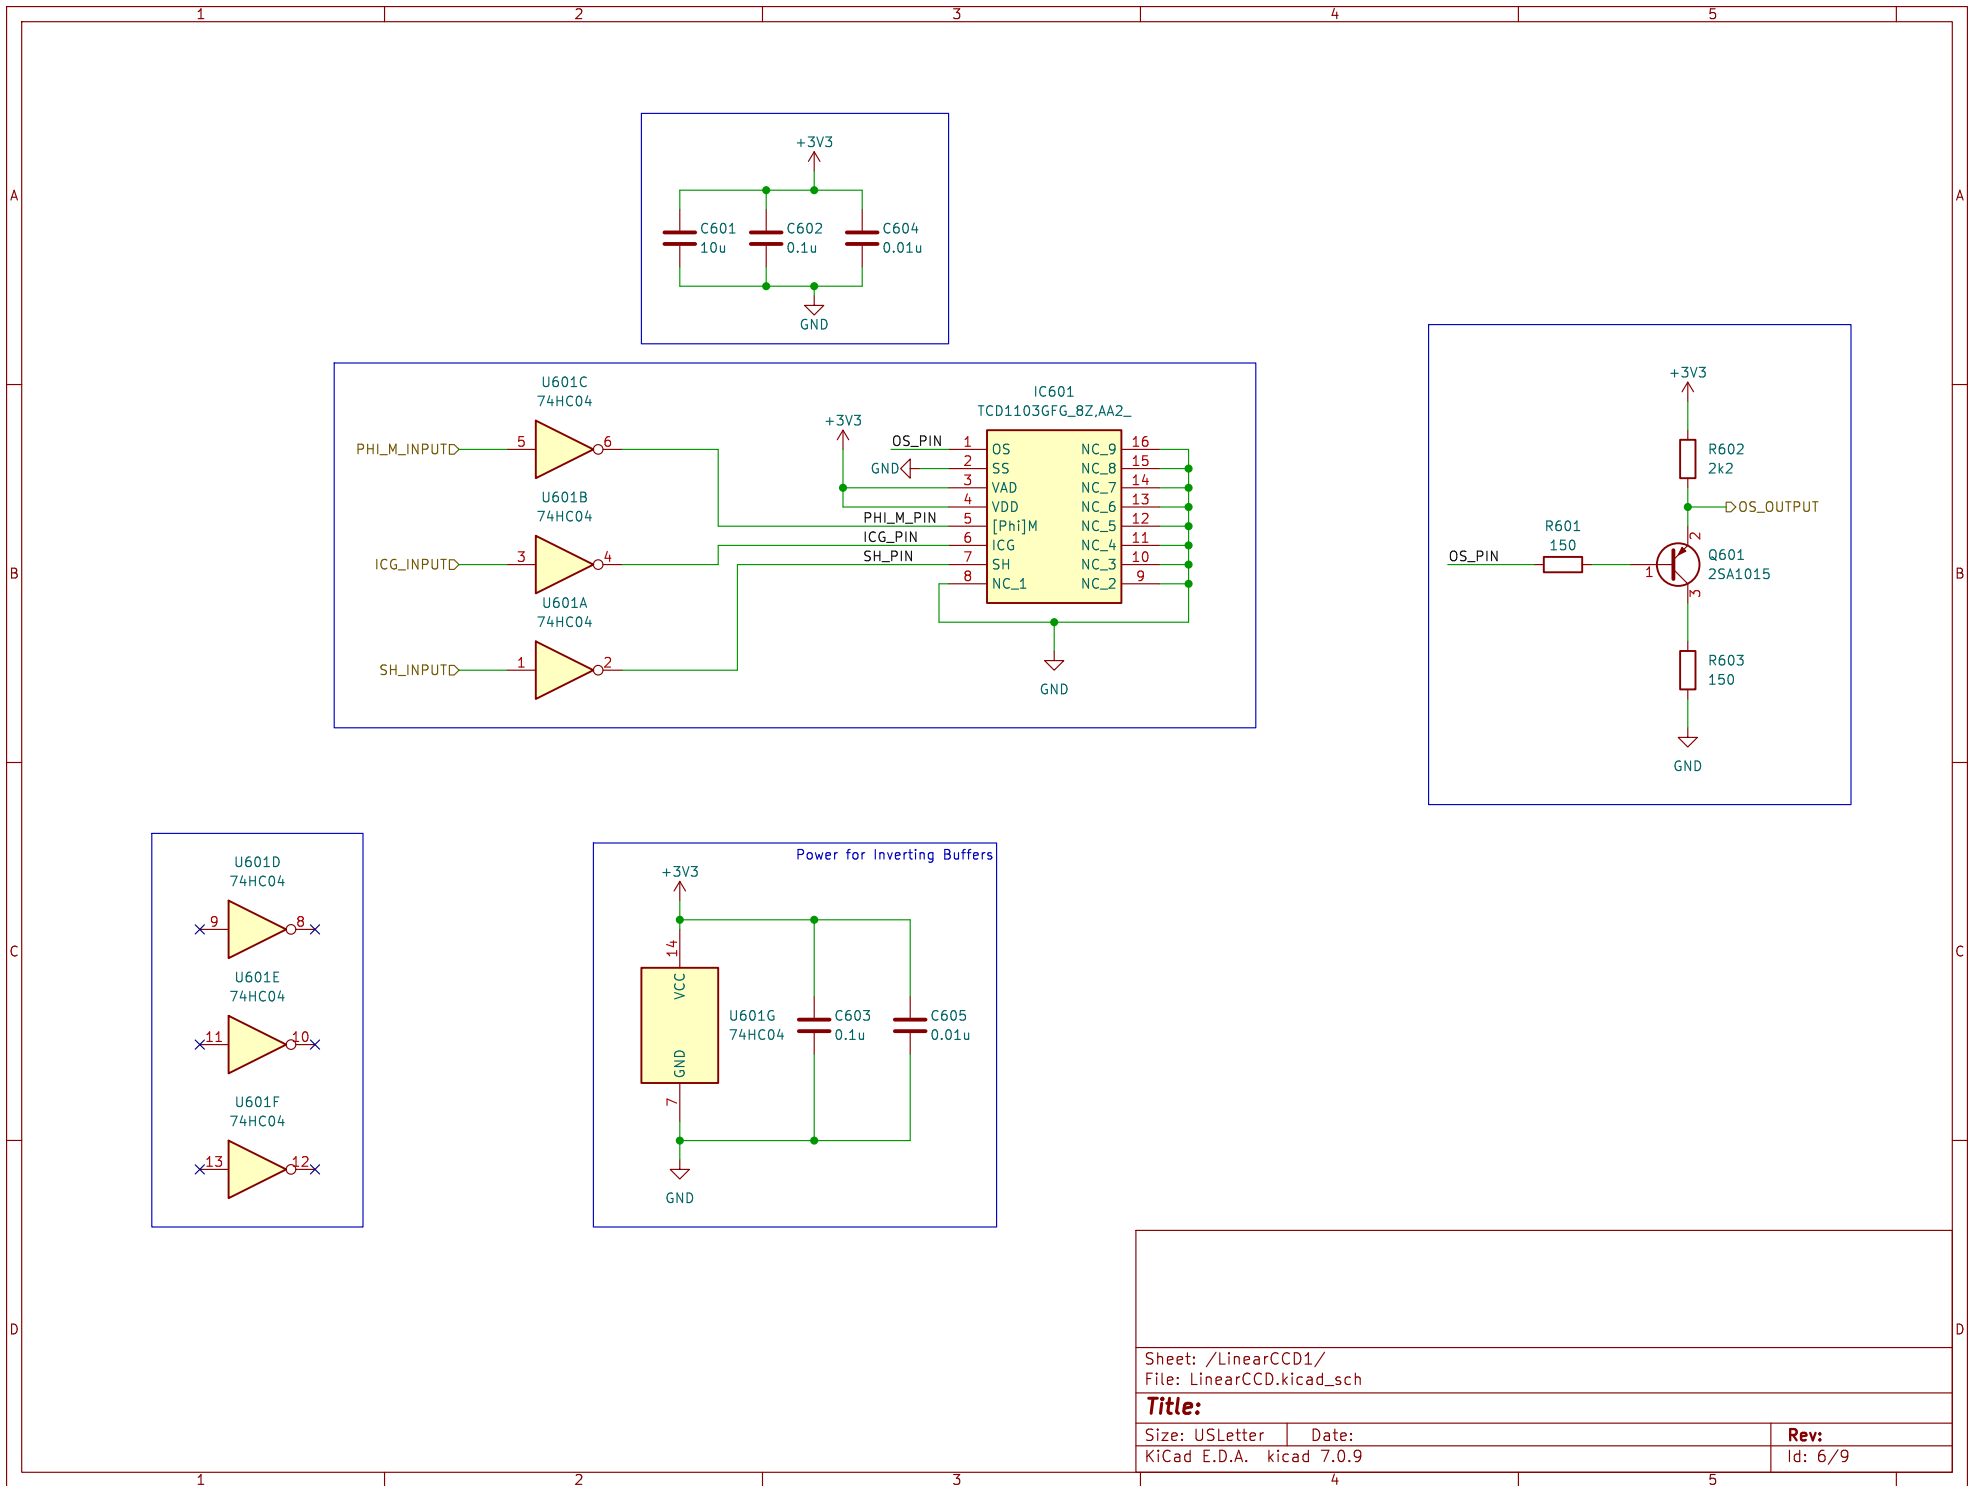 1 2 3 4 5
A A
B B
C C
D D
+3V3
C601
10u
C602
0.1u
C604
0.01u
GND
U601C
74HC04
PHI_M_INPUT
5 6
U601B
74HC04
ICG_INPUT
3 4
U601A
74HC04
SH_INPUT
1 2
IC601
TCD1103GFG_8Z,AA2_
+3V3
OS_PIN 1 OS NC_9 16
GND 2 SS NC_8 15
3 VAD NC_7 14
4 VDD NC_6 13
PHI_M_PIN 5 [Phi]M NC_5 12
ICG_PIN 6 ICG NC_4 11
SH_PIN 7 SH NC_3 10
8 NC_1 NC_2 9
GND
+3V3
R602
2k2
OS_OUTPUT
R601
150
OS_PIN
1
2
3
Q601
2SA1015
R603
150
GND
U601D
74HC04
9 8
U601E
74HC04
11 10
U601F
74HC04
13 12
Power for Inverting Buffers
+3V3
14
VCC
U601G
74HC04
GND
7
C603
0.1u
C605
0.01u
GND
Sheet: /LinearCCD1/
File: LinearCCD.kicad_sch
Title:
Size: USLetter Date: Rev:
KiCad E.D.A. kicad 7.0.9 Id: 6/9
1 2 3 4 5